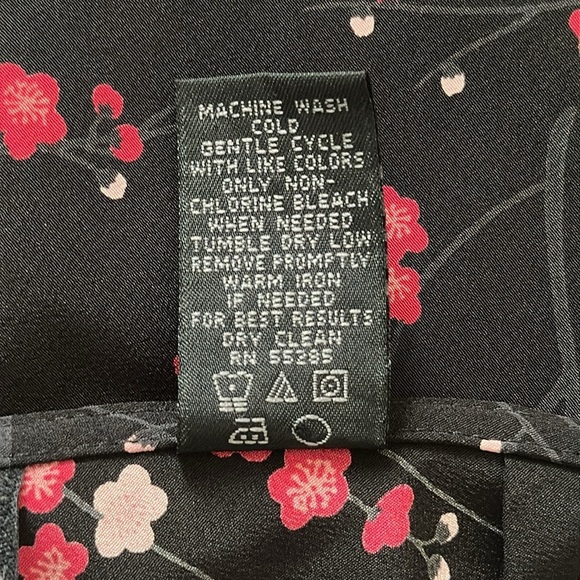 MACHINE WASH
COLD
GENTLE CYCLE
WITH LIKE COLORS
ONLY NON-
CHLORINE BLEACH
WHEN NEEDED
TUMBLE DRY LOW
REMOVE PROMPTLY
WARM IRON
IF NEEDED
FOR BEST RESULTS
DRY CLEAN
RN 55285